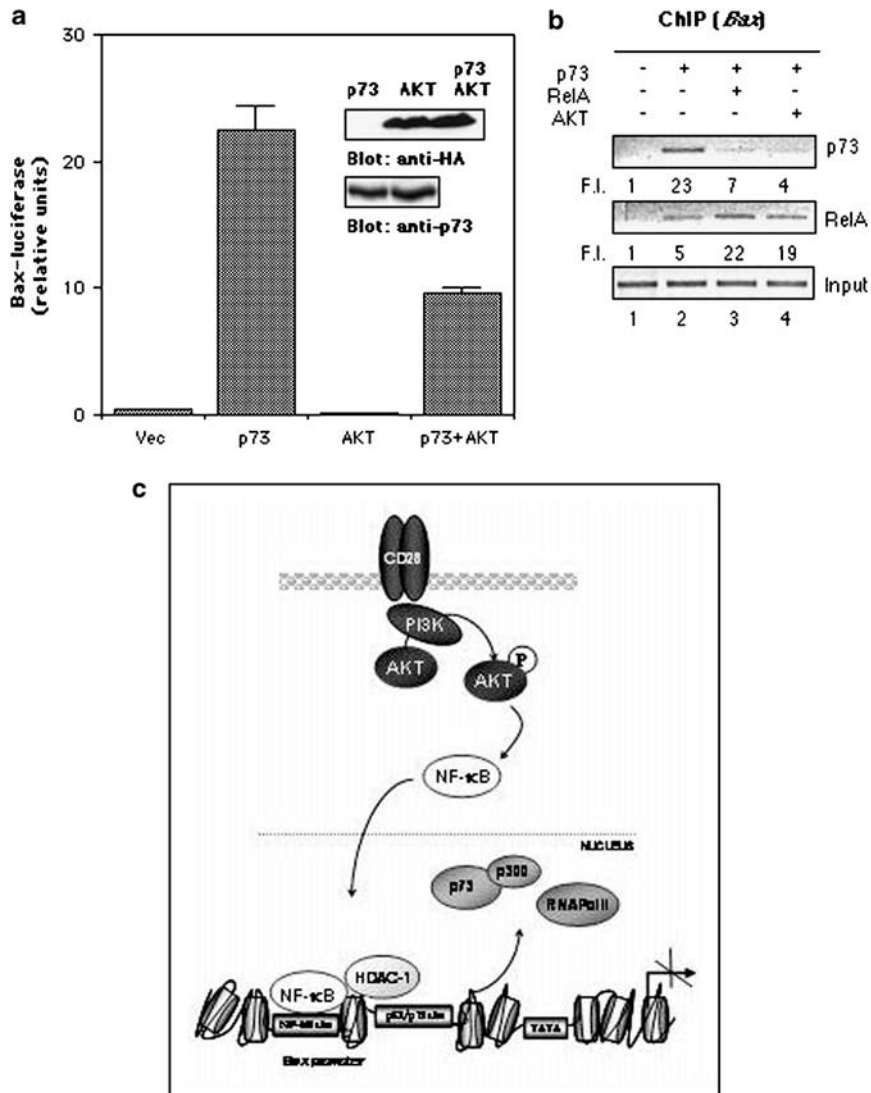 a
Bax-luciferase
(relative units)
30
20
10
0
Vec
p73
AKT
p73+AKT
p73
AKT
p73
AKT
Blot: anti-HA
Blot: anti-p73
b
ChIP (Bax)
p73 - + + +
RelA - - + -
AKT - - - +
p73
F.I. 1 23 7 4
RelA
F.I. 1 5 22 19
Input
1 2 3 4
c
CD28
PI3K
AKT
AKT
P
NF-κB
NUCLEUS
p73
p300
RNAPolII
NF-κB
HDAC-1
TATA
Bax promoter